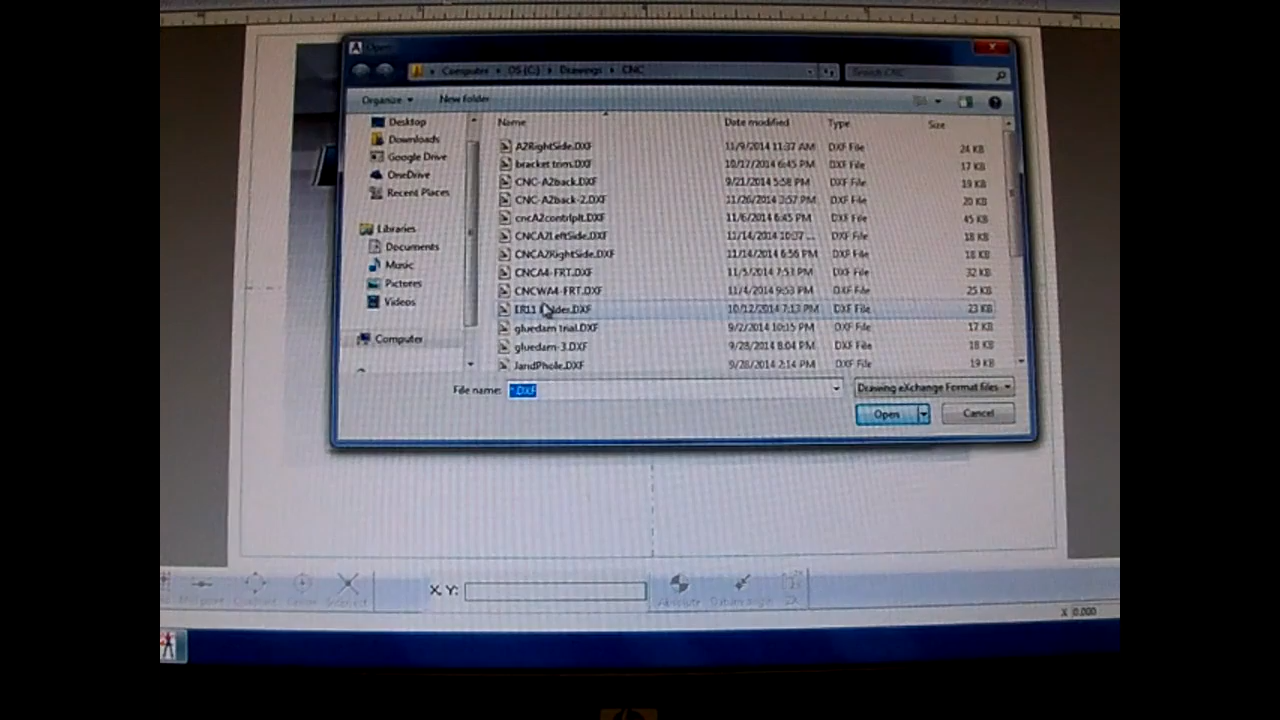 Open
Computer OS (C:) Drawings CNC
Search CNC
Organize New folder
Name Date modified Type Size
Desktop
Downloads
Google Drive
OneDrive
Recent Places
Libraries
Documents
Music
Pictures
Videos
Computer
A2RightSide.DXF 11/9/2014 11:37 AM DXF File 24 KB
bracket trim.DXF 10/17/2014 6:45 PM DXF File 17 KB
CNC-A2back.DXF 9/21/2014 5:58 PM DXF File 19 KB
CNC-A2back-2.DXF 11/26/2014 3:57 PM DXF File 20 KB
cncA2contrlplt.DXF 11/6/2014 6:45 PM DXF File 45 KB
CNCA2LeftSide.DXF 11/14/2014 10:37 ... DXF File 18 KB
CNCA2RightSide.DXF 11/14/2014 6:56 PM DXF File 18 KB
CNCA4-FRT.DXF 11/5/2014 7:53 PM DXF File 32 KB
CNCWA4-FRT.DXF 11/4/2014 9:53 PM DXF File 25 KB
ER11 10/12/2014 7:13 PM DXF File 23 KB
gluedam trial.DXF 9/2/2014 10:15 PM DXF File 17 KB
gluedam-3.DXF 9/28/2014 8:04 PM DXF File 18 KB
JandPhole.DXF 9/28/2014 2:14 PM DXF File 19 KB
File name: *.DXF Drawing eXchange Format files
Open Cancel
X, Y:
X 0.000